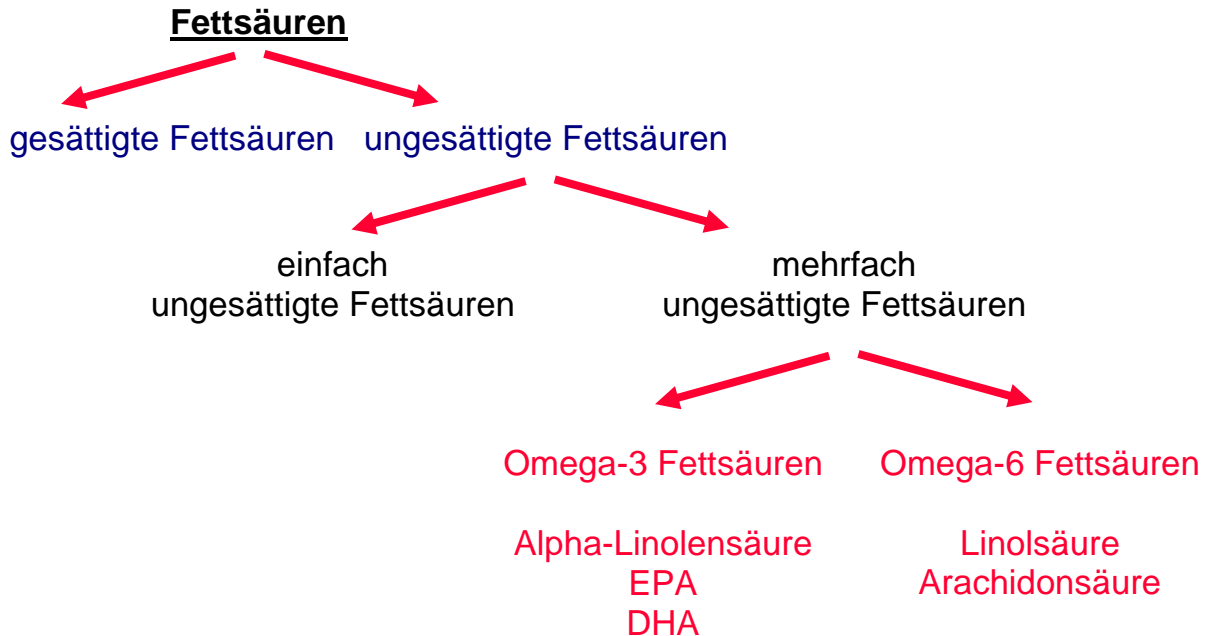 Fettsäuren
gesättigte Fettsäuren
ungesättigte Fettsäuren
einfach
ungesättigte Fettsäuren
mehrfach
ungesättigte Fettsäuren
Omega-3 Fettsäuren
Alpha-Linolensäure
EPA
DHA
Omega-6 Fettsäuren
Linolsäure
Arachidonsäure